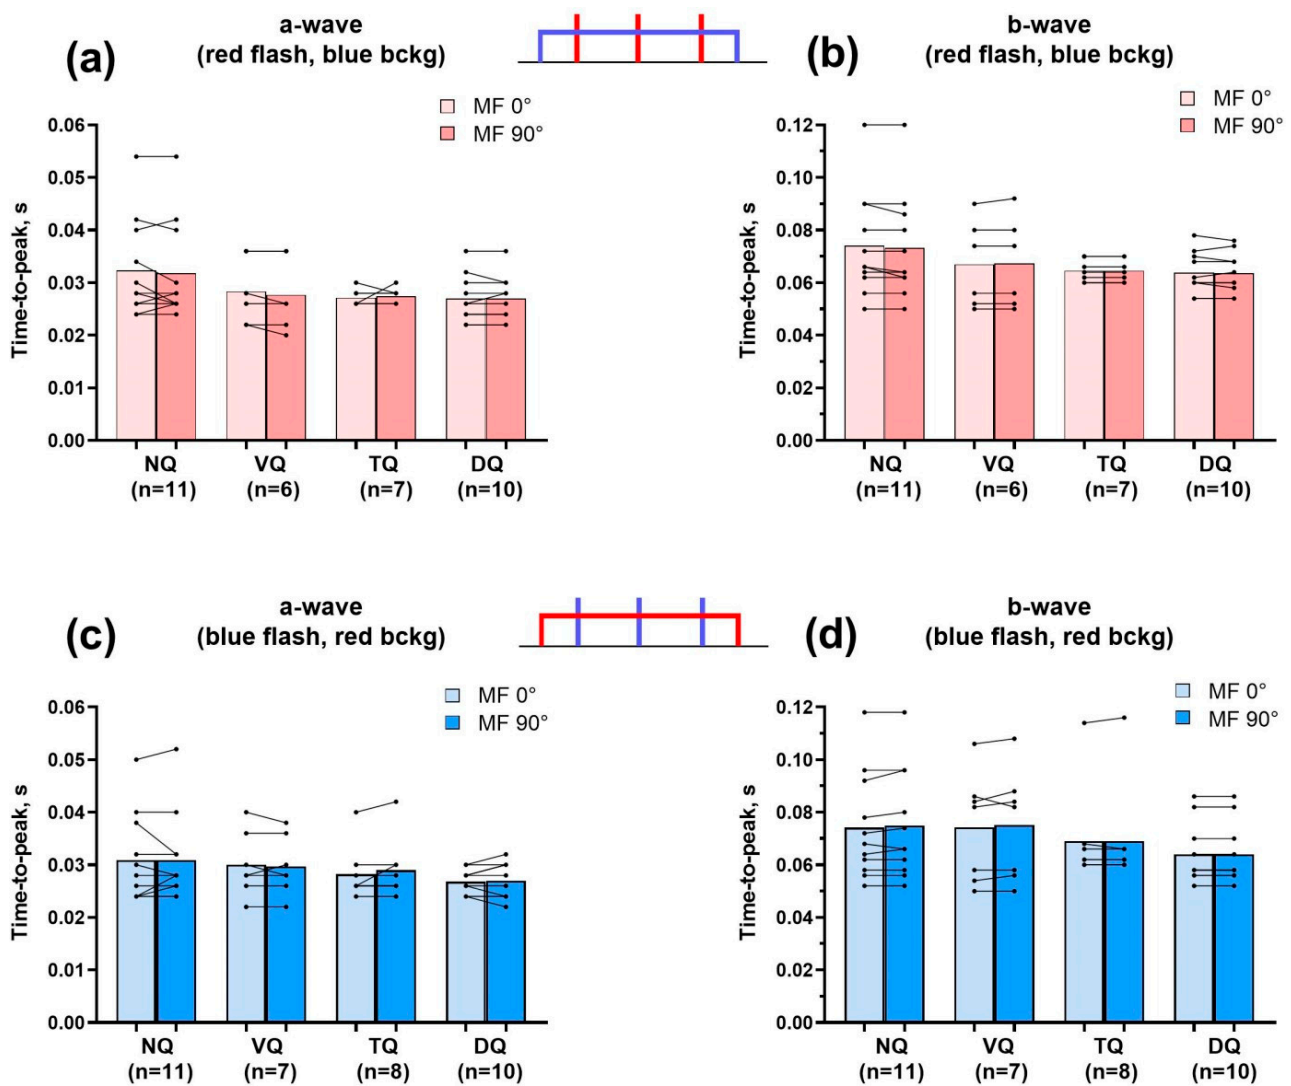 (a)
a-wave
(red flash, blue bckg)
MF 0°
MF 90°
Time-to-peak, s
0.06
0.05
0.04
0.03
0.02
0.01
0.00
NQ VQ TQ DQ
(n=11) (n=6) (n=7) (n=10)
(b)
b-wave
(red flash, blue bckg)
MF 0°
MF 90°
Time-to-peak, s
0.12
0.10
0.08
0.06
0.04
0.02
0.00
NQ VQ TQ DQ
(n=11) (n=6) (n=7) (n=10)
(c)
a-wave
(blue flash, red bckg)
MF 0°
MF 90°
Time-to-peak, s
0.06
0.05
0.04
0.03
0.02
0.01
0.00
NQ VQ TQ DQ
(n=11) (n=7) (n=8) (n=10)
(d)
b-wave
(blue flash, red bckg)
MF 0°
MF 90°
Time-to-peak, s
0.12
0.10
0.08
0.06
0.04
0.02
0.00
NQ VQ TQ DQ
(n=11) (n=7) (n=8) (n=10)